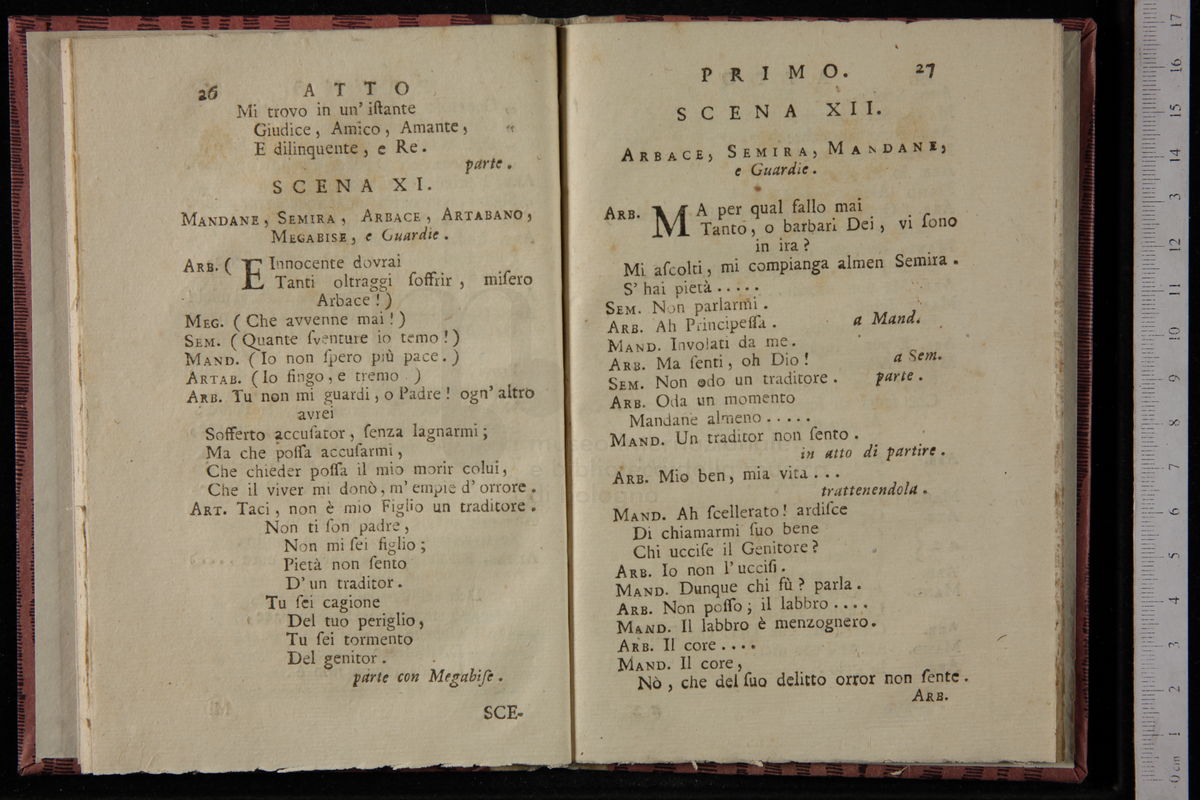 26 ATTO
Mi trovo in un' iſtante
Giudice, Amico, Amante,
E dilinquente, e Re.
parte.
SCENA XI.
MANDANE, SEMIRA, ARBACE, ARTABANO,
MEGABISE, e Guardie.
ARB. ( E Innocente dovrai
Tanti oltraggi ſoffrir, miſero
Arbace!)
MEG. (Che avvenne mai!)
SEM. (Quante ſventure io temo!)
MAND. (Io non ſpero più pace.)
ARTAB. (Io fingo, e tremo.)
ARB. Tu non mi guardi, o Padre! ogn' altro
avrei
Sofferto accuſator, ſenza lagnarmi;
Ma che poſſa accuſarmi,
Che chieder poſſa il mio morir colui,
Che il viver mi donò, m' empie d' orrore.
ART. Taci, non è mio Figlio un traditore.
Non ti ſon padre,
Non mi ſei figlio;
Pietà non ſento
D' un traditor.
Tu ſei cagione
Del tuo periglio,
Tu ſei tormento
Del genitor.
parte con Megabiſe.
SCE-
PRIMO. 27
SCENA XII.
ARBACE, SEMIRA, MANDANE,
e Guardie.
ARB. MA per qual fallo mai
Tanto, o barbari Dei, vi ſono
in ira?
Mi aſcolti, mi compianga almen Semira.
S' hai pietà.....
SEM. Non parlarmi.
ARB. Ah Principeſſa. a Mand.
MAND. Involati da me.
ARB. Ma ſenti, oh Dio! a Sem.
SEM. Non odo un traditore. parte.
ARB. Oda un momento
Mandane almeno.....
MAND. Un traditor non ſento.
in atto di partire.
ARB. Mio ben, mia vita...
trattenendola.
MAND. Ah ſcellerato! ardiſce
Di chiamarmi ſuo bene
Chi ucciſe il Genitore?
ARB. Io non l' ucciſi.
MAND. Dunque chi fù? parla.
ARB. Non poſſo; il labbro....
MAND. Il labbro è menzognero.
ARB. Il core....
MAND. Il core,
Nò, che del ſuo delitto orror non ſente.
ARB.